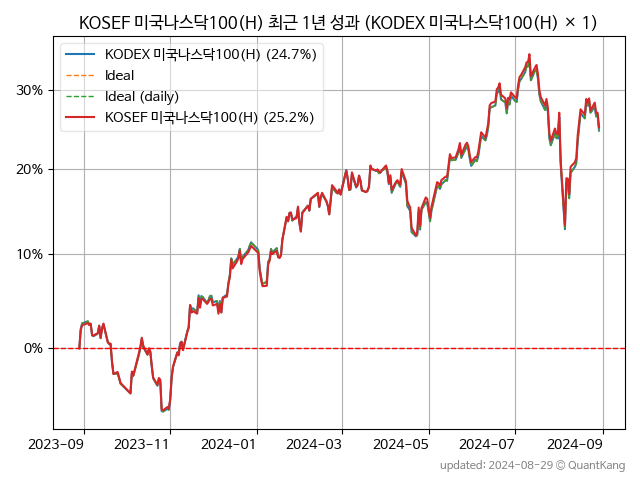 KOSEF 미국나스닥100(H) 최근 1년 성과 (KODEX 미국나스닥100(H) × 1)
KODEX 미국나스닥100(H) (24.7%)
Ideal
Ideal (daily)
KOSEF 미국나스닥100(H) (25.2%)
30%
20%
10%
0%
2023-09 2023-11 2024-01 2024-03 2024-05 2024-07 2024-09
updated: 2024-08-29 © QuantKang